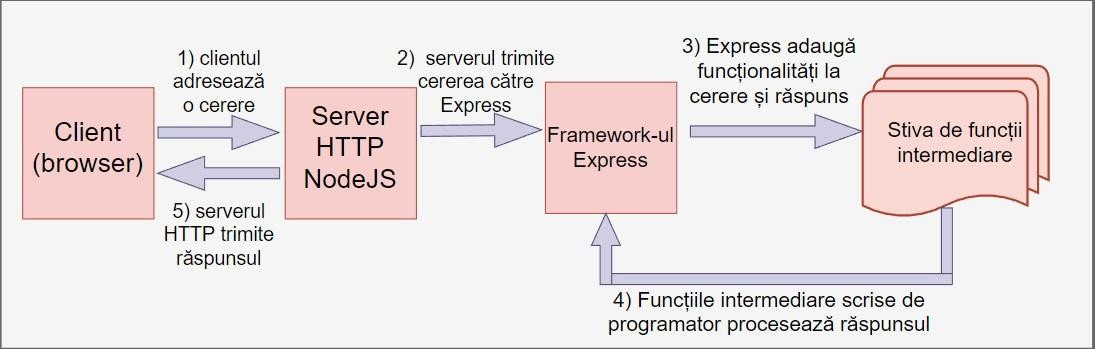 Client
(browser)
1) clientul
adresează
o cerere
5) serverul
HTTP trimite
răspunsul
Server
HTTP
NodeJS
2) serverul trimite
cererea către
Express
Framework-ul
Express
3) Express adaugă
funcționalități la
cerere și răspuns
Stiva de funcții
intermediare
4) Funcțiile intermediare scrise de
programator procesează răspunsul